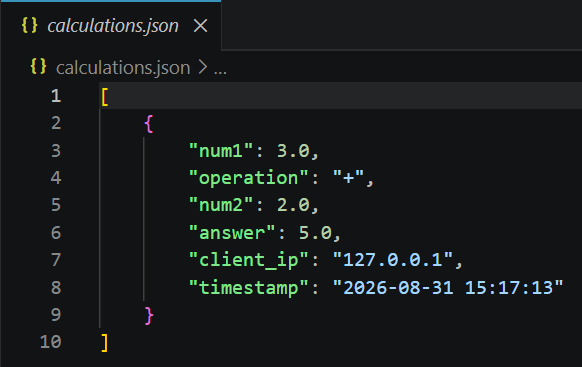 {} calculations.json ×
{} calculations.json > ...
1 [
2 {
3 "num1": 3.0,
4 "operation": "+",
5 "num2": 2.0,
6 "answer": 5.0,
7 "client_ip": "127.0.0.1",
8 "timestamp": "2026-08-31 15:17:13"
9 }
10 ]